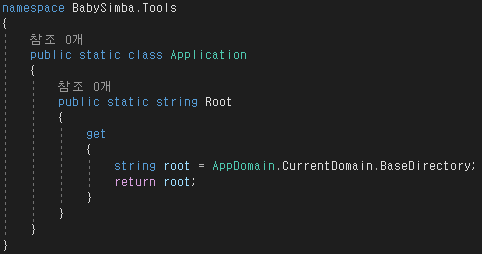 namespace BabySimba.Tools
{
참조 0개
public static class Application
{
참조 0개
public static string Root
{
get
{
string root = AppDomain.CurrentDomain.BaseDirectory;
return root;
}
}
}
}